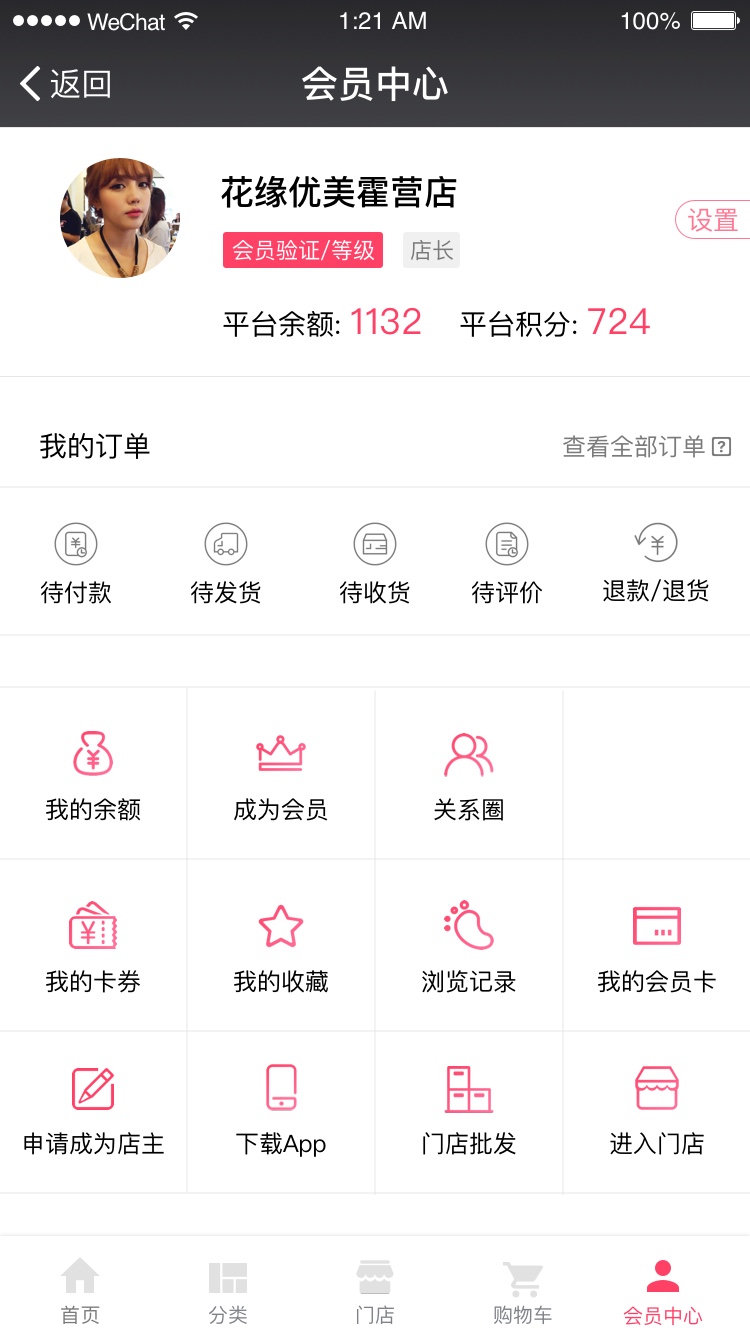 WeChat 1:21 AM 100%
返回 会员中心
花缘优美霍营店
设置
会员验证/等级 店长
平台余额: 1132 平台积分: 724
我的订单 查看全部订单 ?
待付款 待发货 待收货 待评价 退款/退货
我的余额 成为会员 关系圈
我的卡券 我的收藏 浏览记录 我的会员卡
申请成为店主 下载App 门店批发 进入门店
首页 分类 门店 购物车 会员中心